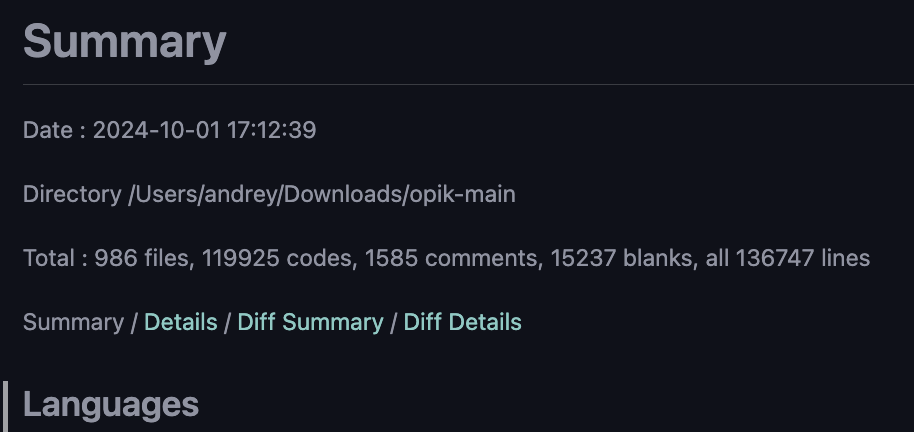 Summary
Date : 2024-10-01 17:12:39
Directory /Users/andrey/Downloads/opik-main
Total : 986 files, 119925 codes, 1585 comments, 15237 blanks, all 136747 lines
Summary / Details / Diff Summary / Diff Details
Languages